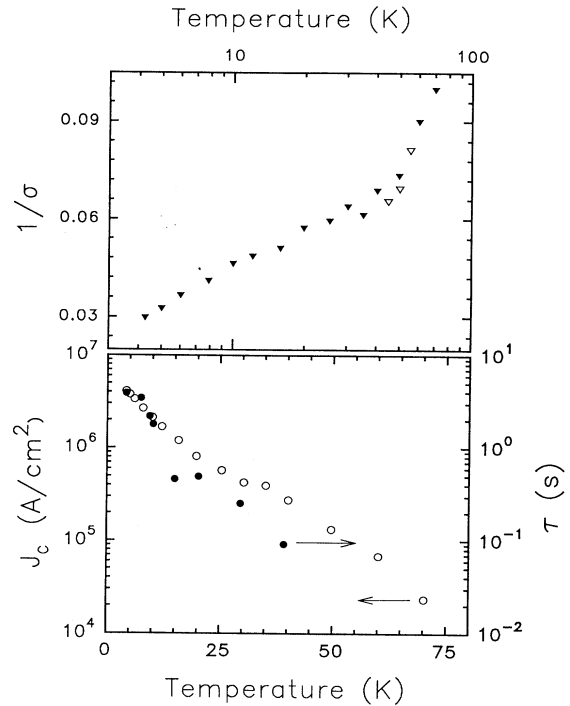 Temperature (K)
10 100
0.09
0.06
0.03
1/σ
10⁷
10⁶
10⁵
10⁴
J_c (A/cm²)
10¹
10⁰
10⁻¹
10⁻²
τ (s)
0 25 50 75
Temperature (K)